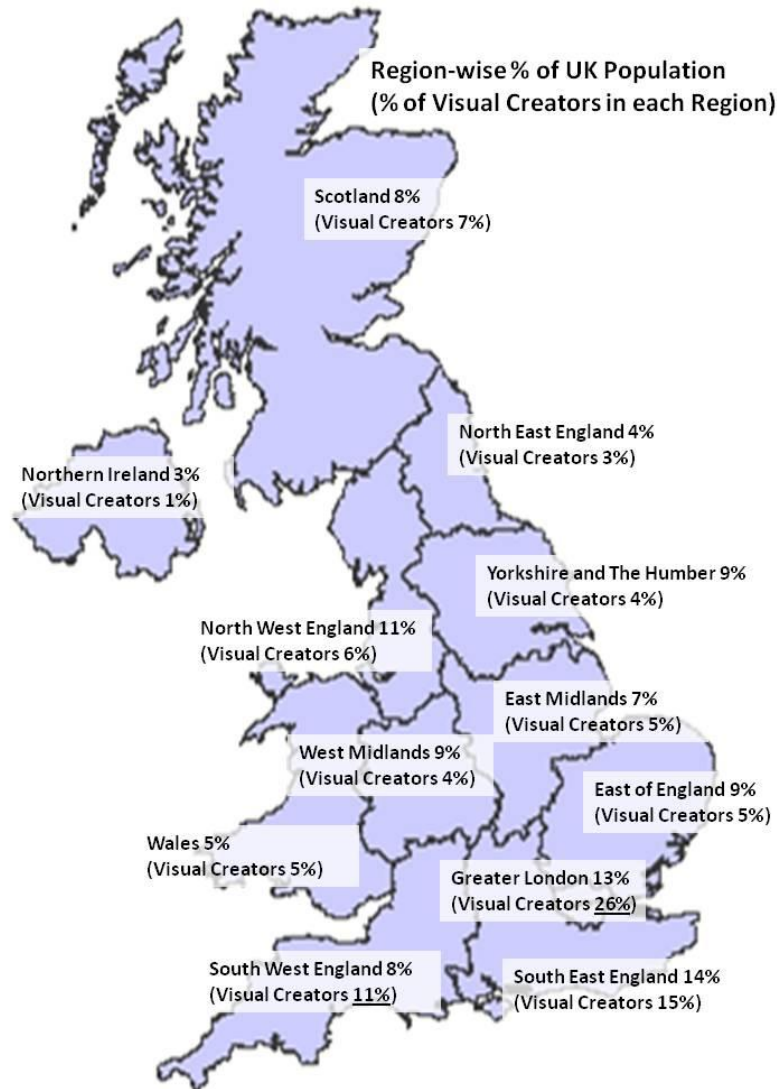 Region-wise % of UK Population
(% of Visual Creators in each Region)
Scotland 8%
(Visual Creators 7%)
North East England 4%
(Visual Creators 3%)
Northern Ireland 3%
(Visual Creators 1%)
Yorkshire and The Humber 9%
(Visual Creators 4%)
North West England 11%
(Visual Creators 6%)
East Midlands 7%
(Visual Creators 5%)
West Midlands 9%
(Visual Creators 4%)
East of England 9%
(Visual Creators 5%)
Wales 5%
(Visual Creators 5%)
Greater London 13%
(Visual Creators 26%)
South West England 8%
(Visual Creators 11%)
South East England 14%
(Visual Creators 15%)